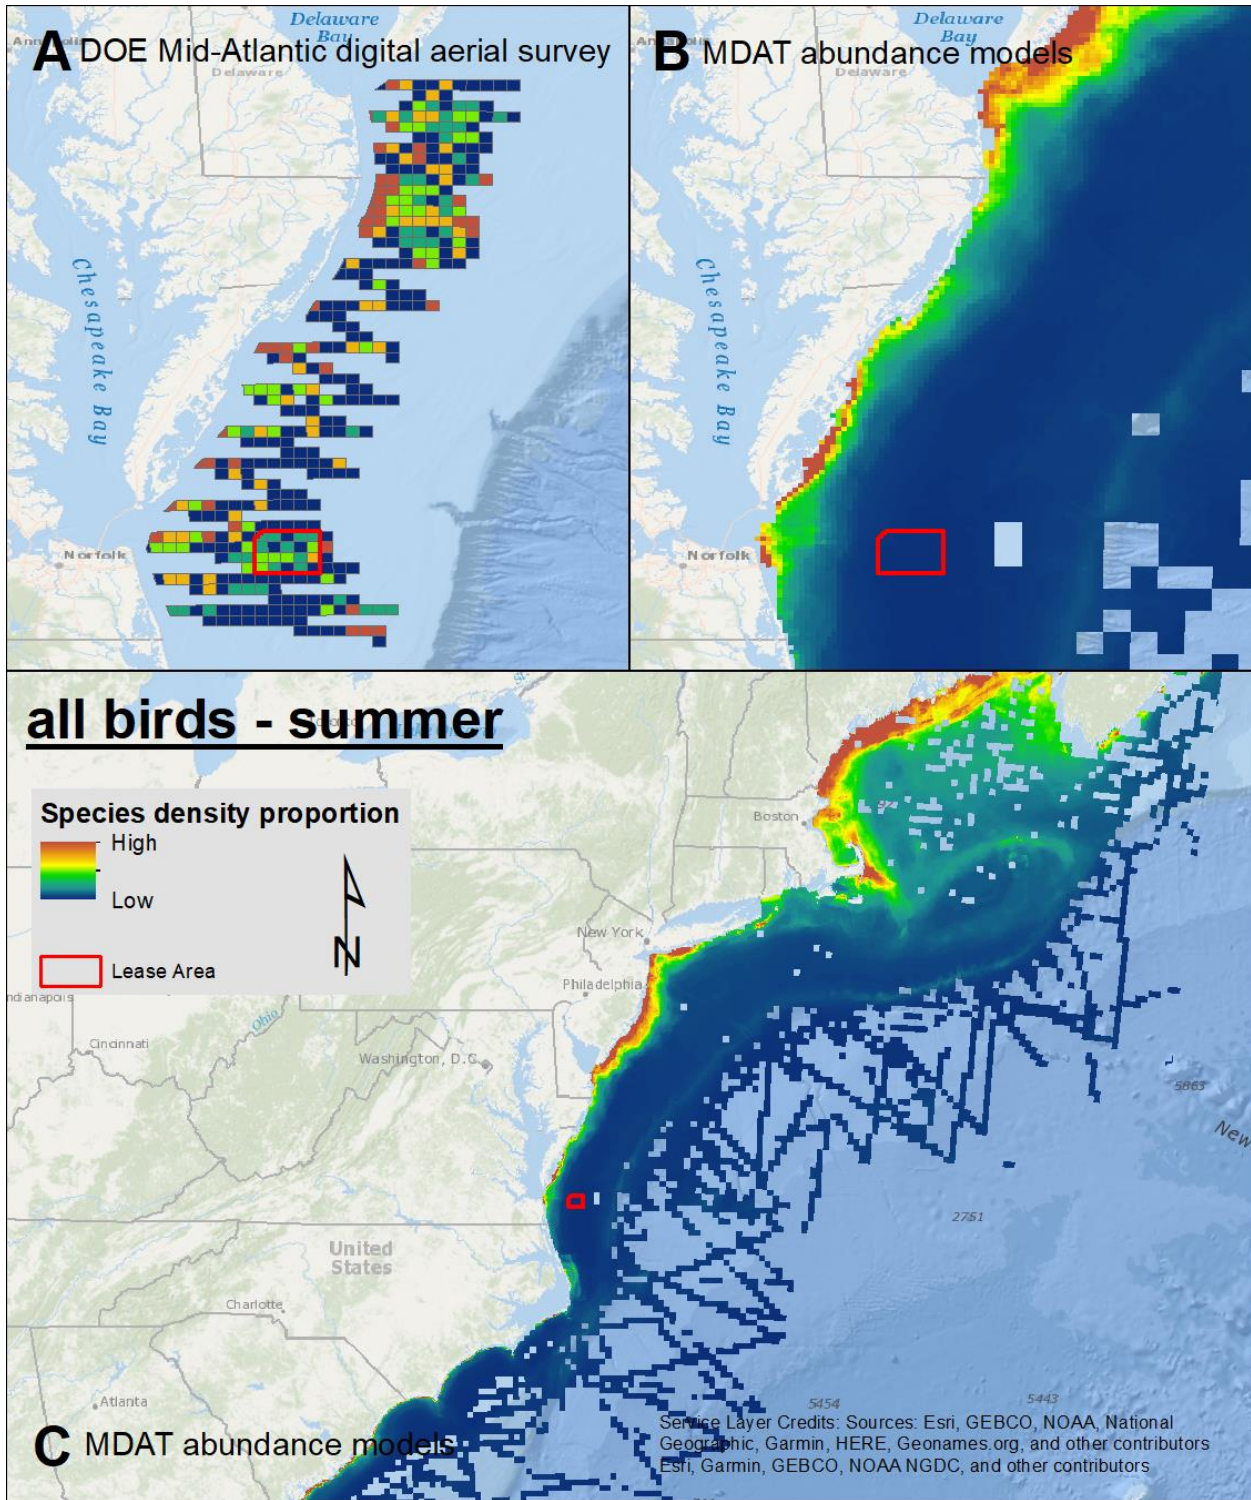 Delaware
Bay
A DOE Mid-Atlantic digital aerial survey
Delaware
Chesapeake Bay
Norfolk
Delaware
Bay
B MDAT abundance models
Delaware
Chesapeake Bay
Norfolk
all birds - summer
Species density proportion
High
Low
N
Lease Area
Boston
New York
Philadelphia
ndianapolis
Ohio
Cincinnati
Washington, D.C.
5863
New
2751
United
States
Charlotte
Atlanta
5454
5443
C MDAT abundance models
Service Layer Credits: Sources: Esri, GEBCO, NOAA, National
Geographic, Garmin, HERE, Geonames.org, and other contributors
Esri, Garmin, GEBCO, NOAA NGDC, and other contributors